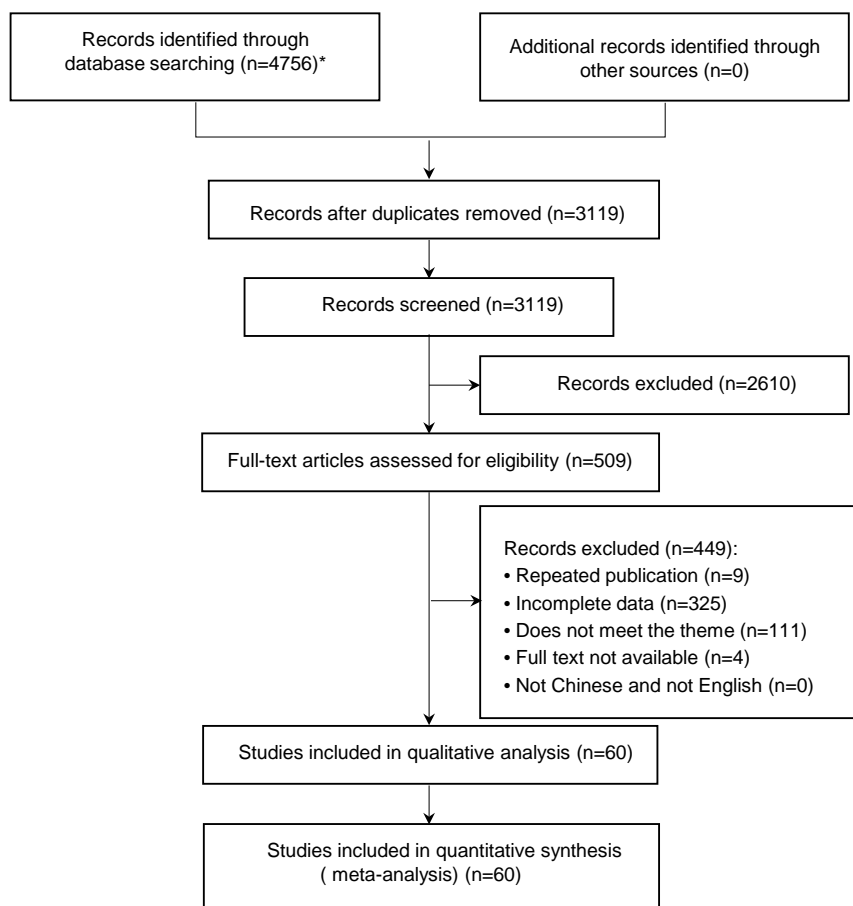 Records identified through
database searching (n=4756)*
Additional records identified through
other sources (n=0)
Records after duplicates removed (n=3119)
Records screened (n=3119)
Records excluded (n=2610)
Full-text articles assessed for eligibility (n=509)
Records excluded (n=449):
• Repeated publication (n=9)
• Incomplete data (n=325)
• Does not meet the theme (n=111)
• Full text not available (n=4)
• Not Chinese and not English (n=0)
Studies included in qualitative analysis (n=60)
Studies included in quantitative synthesis
( meta-analysis) (n=60)